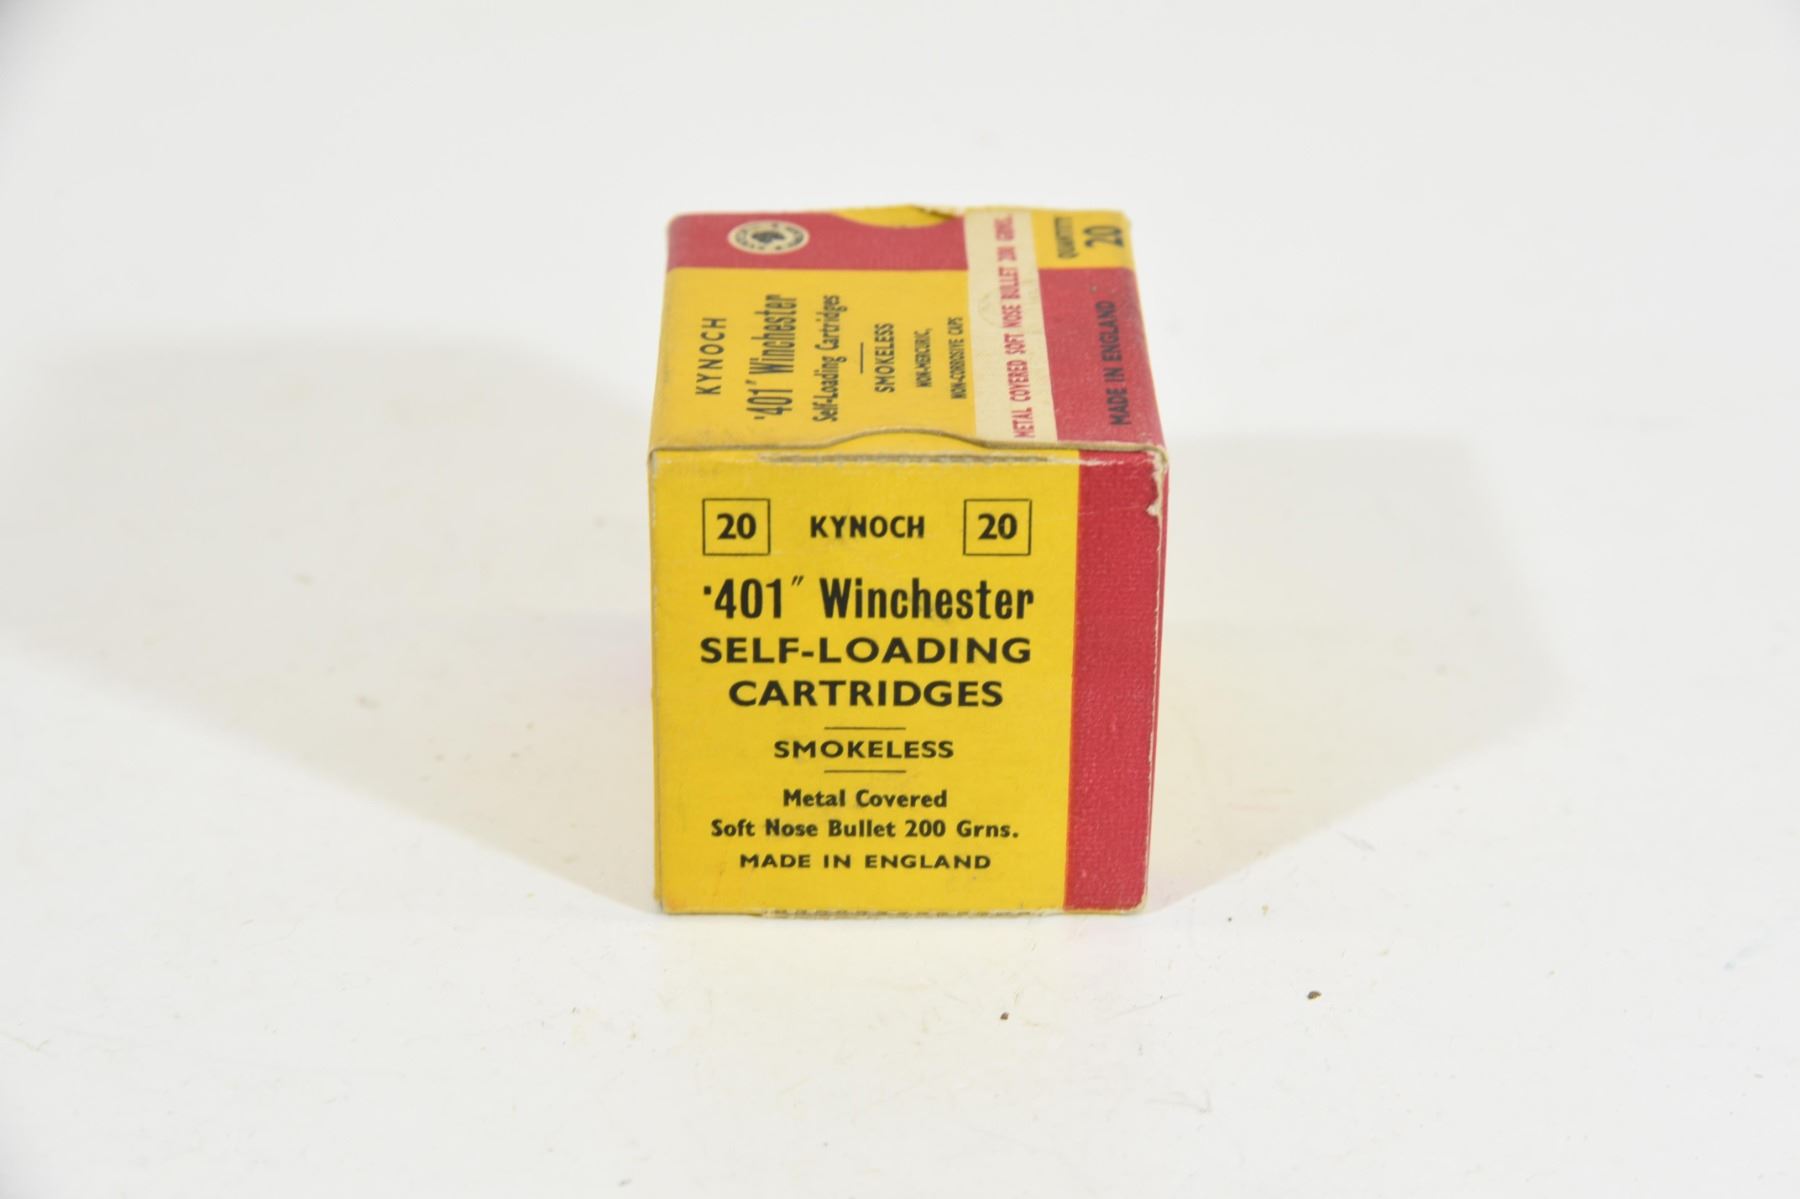 KYNOCH
·401″ Winchester
Self-Loading Cartridges
SMOKELESS
NON-MERCURIC,
NON-CORROSIVE CAPS
METAL COVERED SOFT NOSE BULLET 200 GRNS.
QUANTITY
20
MADE IN ENGLAND
20 KYNOCH 20
·401″ Winchester
SELF-LOADING
CARTRIDGES
SMOKELESS
Metal Covered
Soft Nose Bullet 200 Grns.
MADE IN ENGLAND